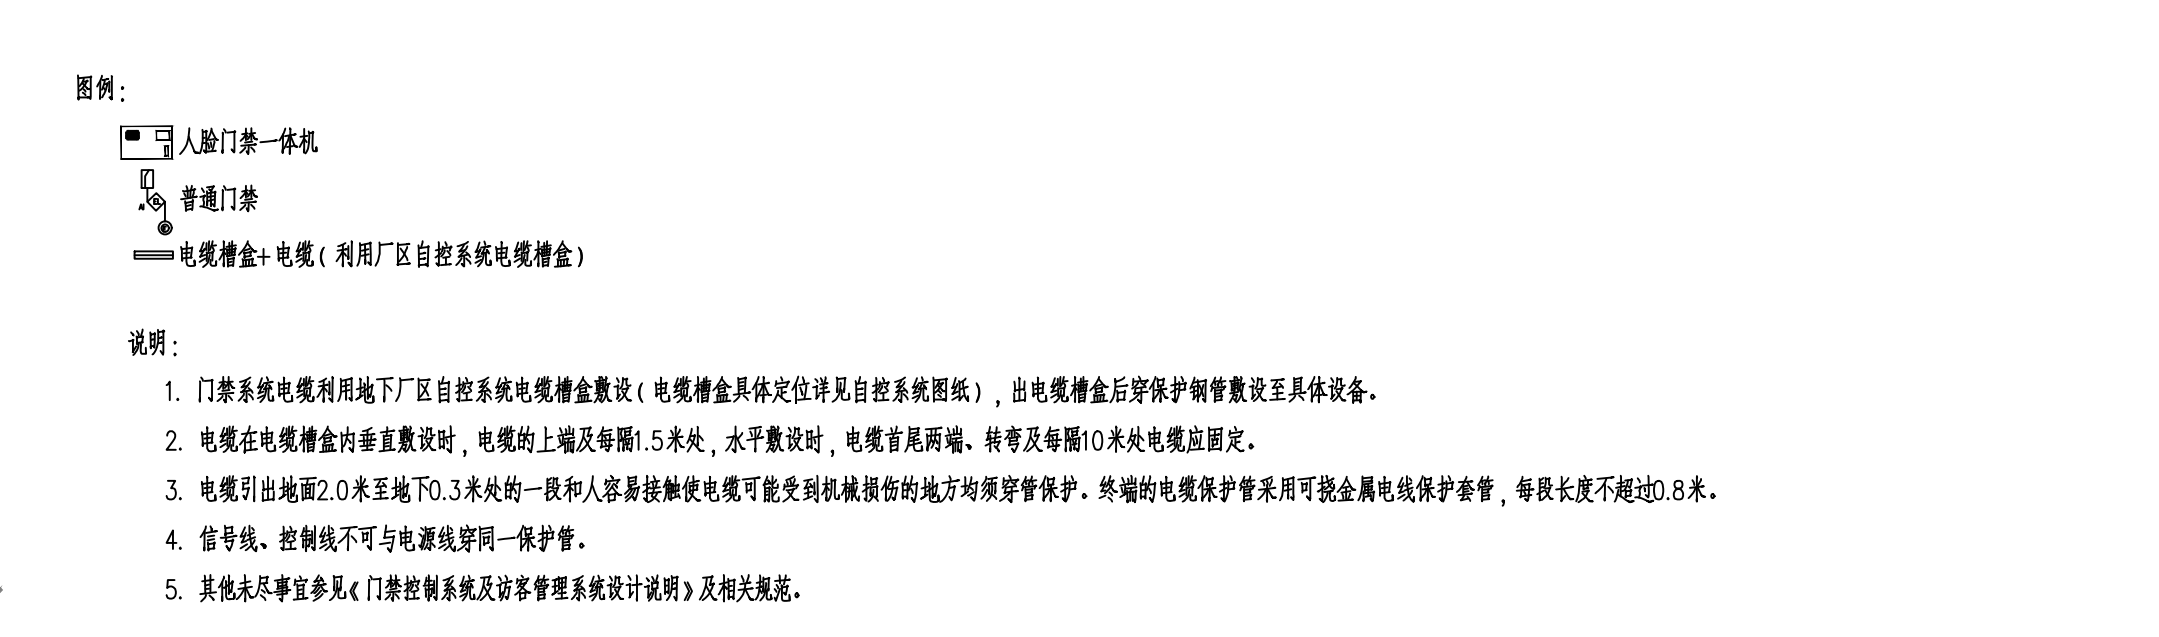 图例：
人脸门禁一体机
普通门禁
电缆槽盒+电缆（利用厂区自控系统电缆槽盒）
说明：
1. 门禁系统电缆利用地下厂区自控系统电缆槽盒敷设（电缆槽盒具体定位详见自控系统图纸），出电缆槽盒后穿保护钢管敷设至具体设备。
2. 电缆在电缆槽盒内垂直敷设时，电缆的上端及每隔1.5米处，水平敷设时，电缆首尾两端、转弯及每隔10米处电缆应固定。
3. 电缆引出地面2.0米至地下0.3米处的一段和人容易接触使电缆可能受到机械损伤的地方均须穿管保护。终端的电缆保护管采用可挠金属电线保护套管，每段长度不超过0.8米。
4. 信号线、控制线不可与电源线穿同一保护管。
5. 其他未尽事宜参见《门禁控制系统及访客管理系统设计说明》及相关规范。